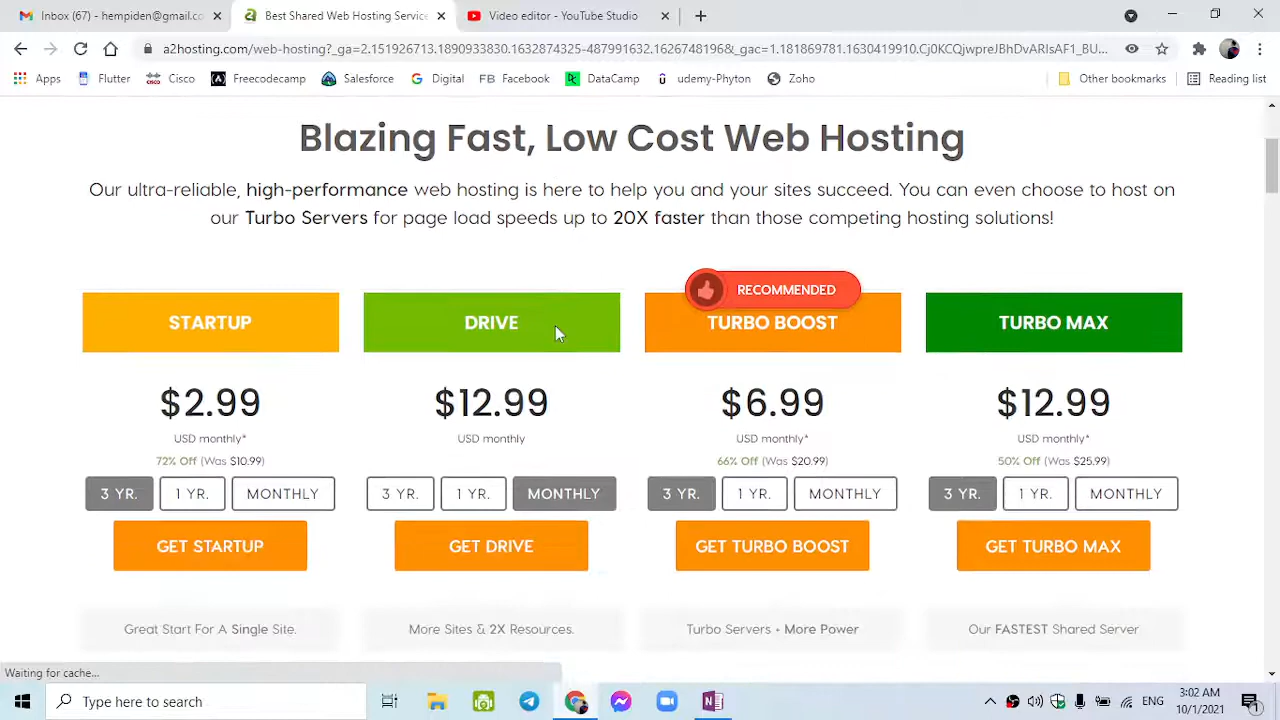 Inbox (60) - hempiden@gmail.co
Best Shared Web Hosting Service
Video editor - YouTube Studio
a2hosting.com/web-hosting?_ga=2.151926713.1890933830.1632874325-487991632.1626748196&_gac=1.181869781.1630419910.Cj0KCQjwpreJBhDvARIsAF1_BU...
Apps
Flutter
Cisco
Freecodecamp
Salesforce
Digital
FB Facebook
DataCamp
udemy-Phyton
Zoho
Other bookmarks
Reading list
Blazing Fast, Low Cost Web Hosting
Our ultra-reliable, high-performance web hosting is here to help you and your sites succeed. You can even choose to host on
our Turbo Servers for page load speeds up to 20X faster than those competing hosting solutions!
RECOMMENDED
STARTUP
DRIVE
TURBO BOOST
TURBO MAX
$2.99
$12.99
$6.99
$12.99
USD monthly*
USD monthly
USD monthly*
USD monthly*
72% Off (Was $10.99)
66% Off (Was $20.99)
50% Off (Was $25.99)
3 YR.
1 YR.
MONTHLY
3 YR.
1 YR.
MONTHLY
3 YR.
1 YR.
MONTHLY
3 YR.
1 YR.
MONTHLY
GET STARTUP
GET DRIVE
GET TURBO BOOST
GET TURBO MAX
Great Start For A Single Site.
More Sites & 2X Resources.
Turbo Servers + More Power
Our FASTEST Shared Server
Waiting for cache...
Type here to search
ENG
3:02 AM
10/1/2021